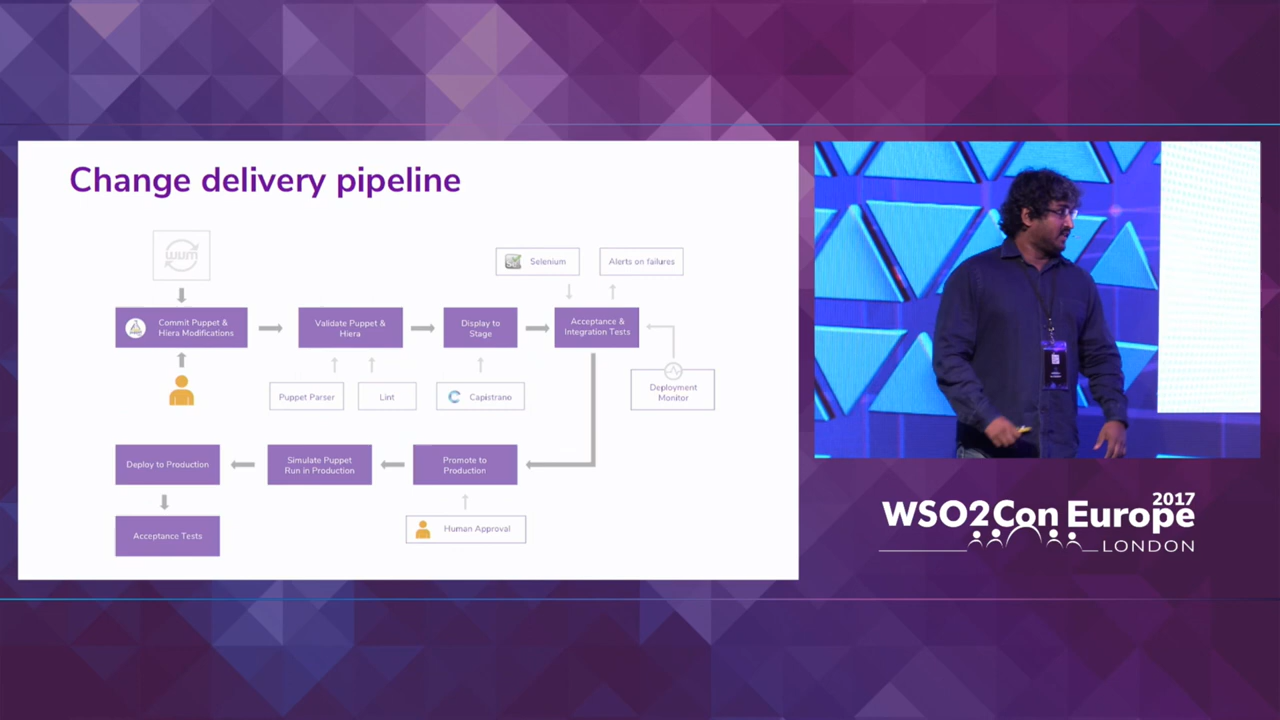 Change delivery pipeline
WUM
Selenium
Alerts on failures
Commit Puppet &
Hiera Modifications
Validate Puppet &
Hiera
Display to
Stage
Acceptance &
Integration Tests
Puppet Parser
Lint
Capistrano
Deployment
Monitor
Deploy to Production
Simulate Puppet
Run in Production
Promote to
Production
Human Approval
Acceptance Tests
2017
WSO2Con Europe
LONDON